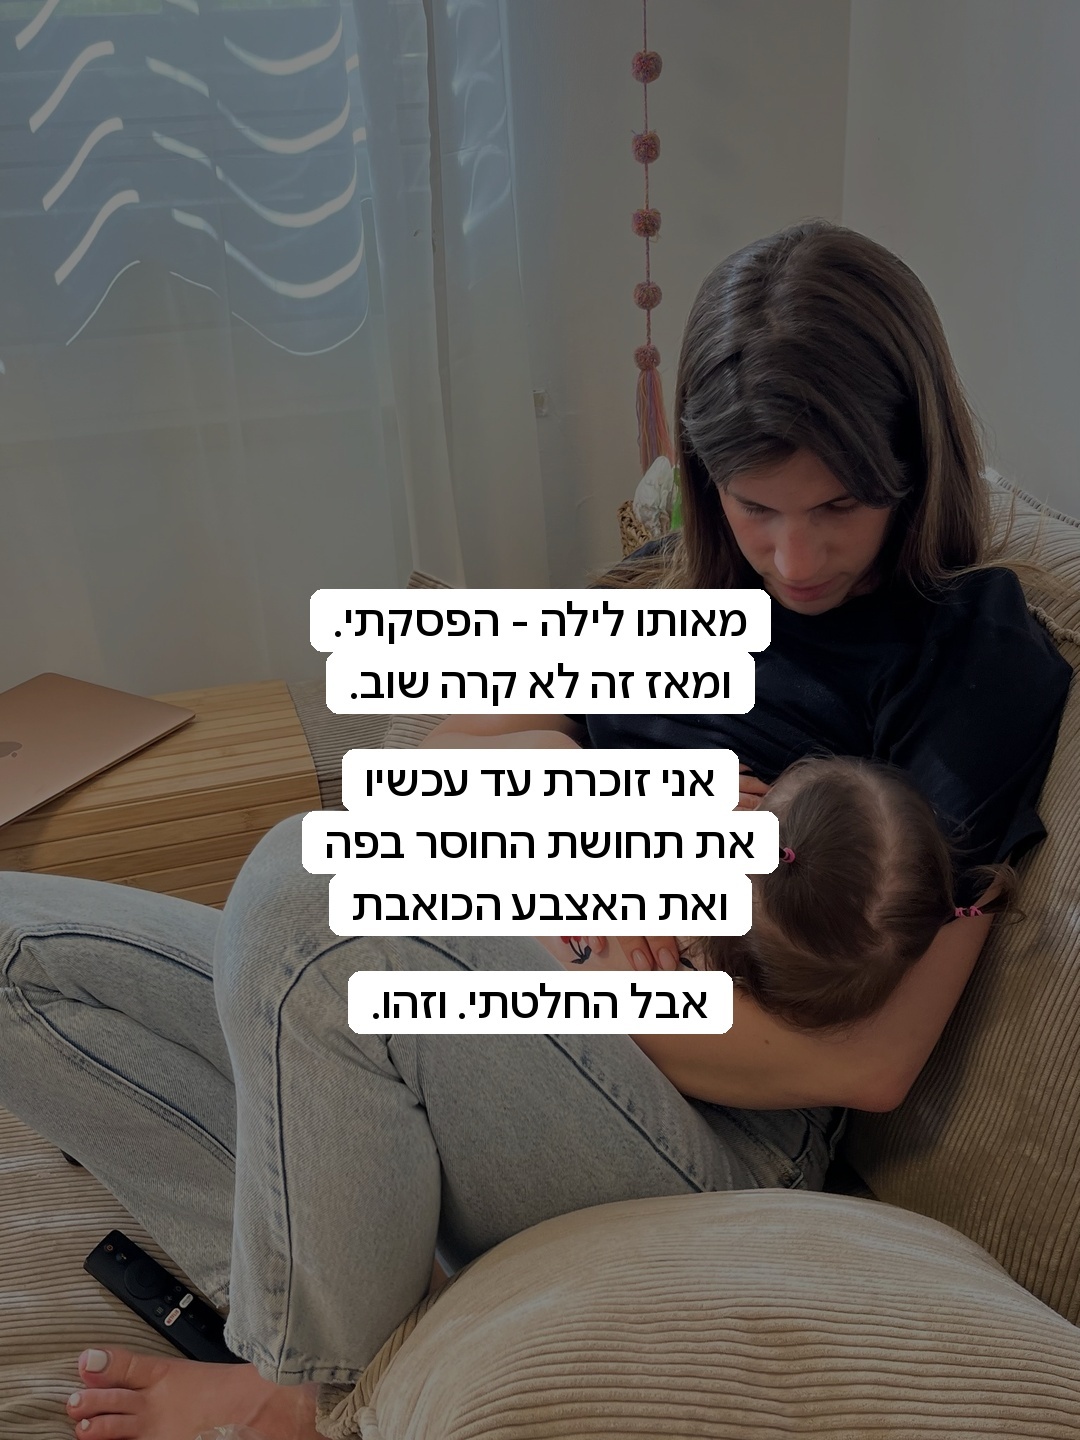 מאותו לילה - הפסקתי.
ומאז זה לא קרה שוב.
אני זוכרת עד עכשיו
את תחושת החוסר בפה
ואת האצבע הכואבת
אבל החלטתי. וזהו.